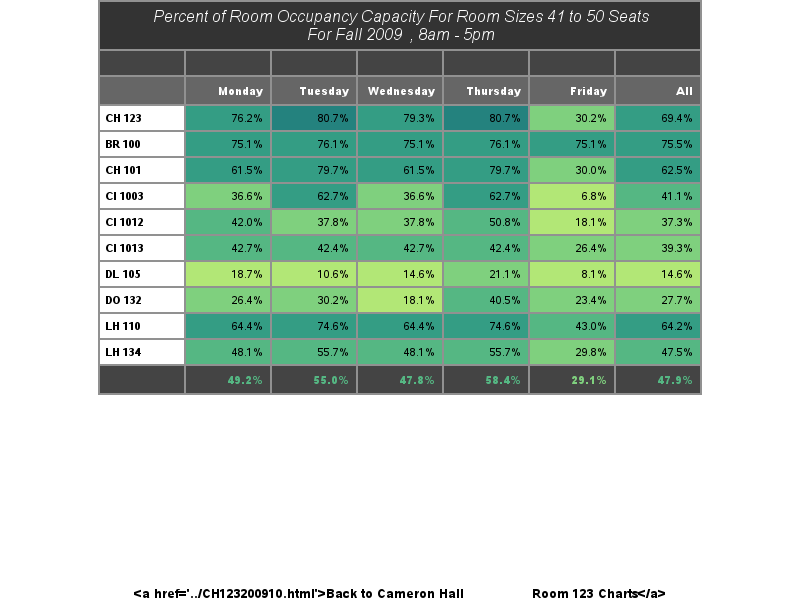 Percent of Room Occupancy Capacity For Room Sizes 41 to 50 Seats
For Fall 2009 , 8am - 5pm
Monday Tuesday Wednesday Thursday Friday All
CH 123 76.2% 80.7% 79.3% 80.7% 30.2% 69.4%
BR 100 75.1% 76.1% 75.1% 76.1% 75.1% 75.5%
CH 101 61.5% 79.7% 61.5% 79.7% 30.0% 62.5%
CI 1003 36.6% 62.7% 36.6% 62.7% 6.8% 41.1%
CI 1012 42.0% 37.8% 37.8% 50.8% 18.1% 37.3%
CI 1013 42.7% 42.4% 42.7% 42.4% 26.4% 39.3%
DL 105 18.7% 10.6% 14.6% 21.1% 8.1% 14.6%
DO 132 26.4% 30.2% 18.1% 40.5% 23.4% 27.7%
LH 110 64.4% 74.6% 64.4% 74.6% 43.0% 64.2%
LH 134 48.1% 55.7% 48.1% 55.7% 29.8% 47.5%
49.2% 55.0% 47.8% 58.4% 29.1% 47.9%
<a href='../CH123200910.html'>Back to Cameron Hall Room 123 Charts</a>